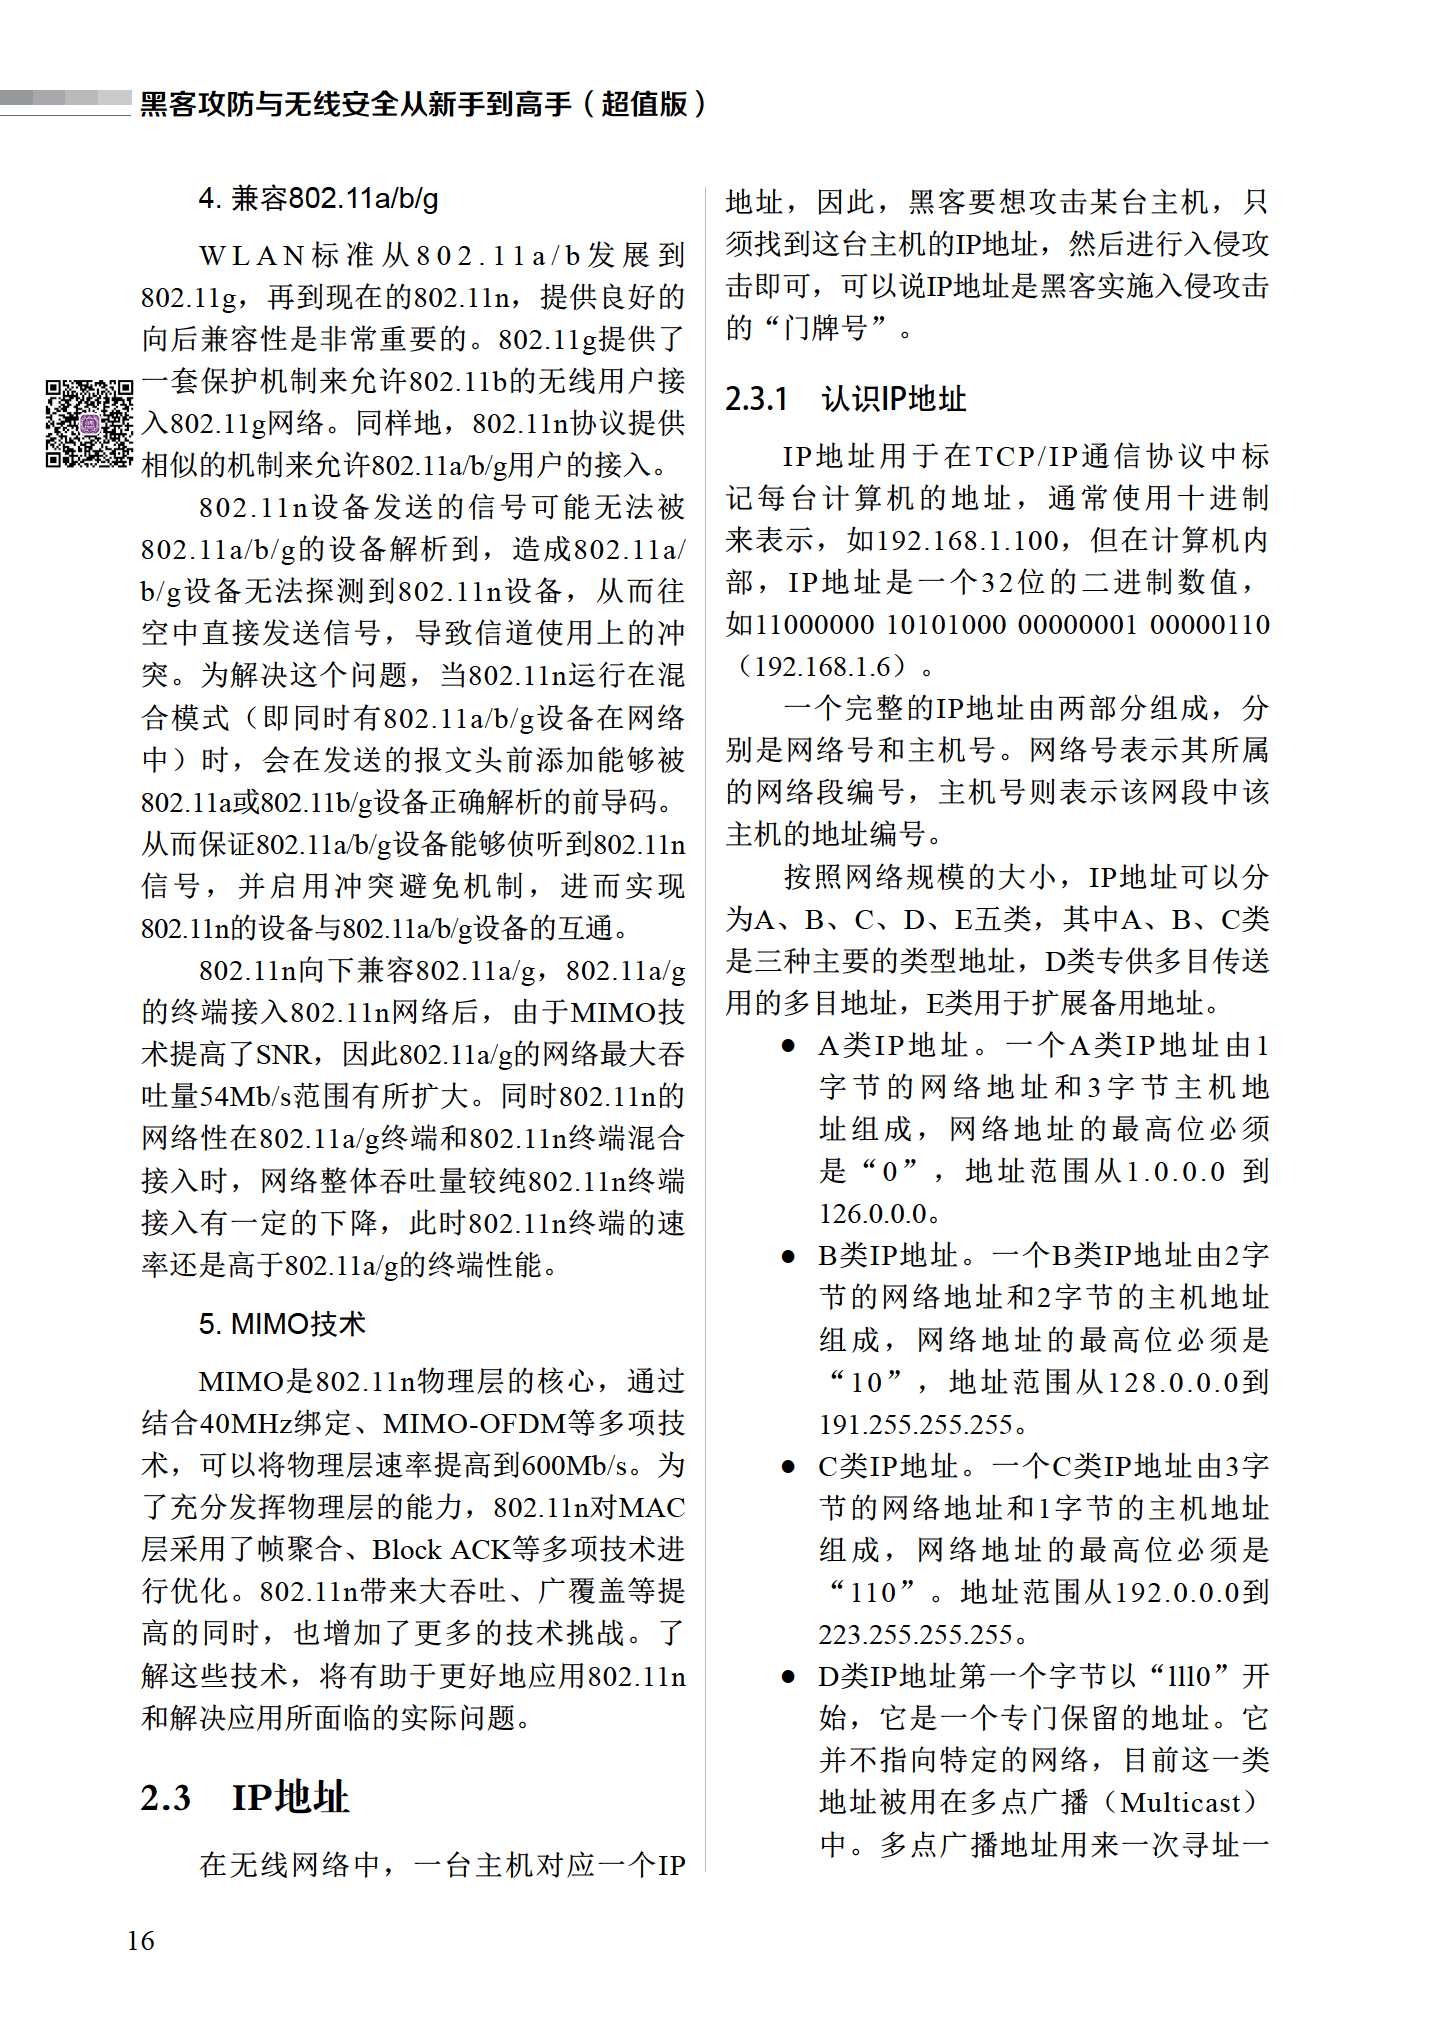 黑客攻防与无线安全从新手到高手（超值版）
4. 兼容802.11a/b/g
WLAN标准从802.11a/b发展到
802.11g，再到现在的802.11n，提供良好的
向后兼容性是非常重要的。802.11g提供了
一套保护机制来允许802.11b的无线用户接
入802.11g网络。同样地，802.11n协议提供
相似的机制来允许802.11a/b/g用户的接入。
802.11n设备发送的信号可能无法被
802.11a/b/g的设备解析到，造成802.11a/
b/g设备无法探测到802.11n设备，从而往
空中直接发送信号，导致信道使用上的冲
突。为解决这个问题，当802.11n运行在混
合模式（即同时有802.11a/b/g设备在网络
中）时，会在发送的报文头前添加能够被
802.11a或802.11b/g设备正确解析的前导码。
从而保证802.11a/b/g设备能够侦听到802.11n
信号，并启用冲突避免机制，进而实现
802.11n的设备与802.11a/b/g设备的互通。
802.11n向下兼容802.11a/g，802.11a/g
的终端接入802.11n网络后，由于MIMO技
术提高了SNR，因此802.11a/g的网络最大吞
吐量54Mb/s范围有所扩大。同时802.11n的
网络性在802.11a/g终端和802.11n终端混合
接入时，网络整体吞吐量较纯802.11n终端
接入有一定的下降，此时802.11n终端的速
率还是高于802.11a/g的终端性能。
5. MIMO技术
MIMO是802.11n物理层的核心，通过
结合40MHz绑定、MIMO-OFDM等多项技
术，可以将物理层速率提高到600Mb/s。为
了充分发挥物理层的能力，802.11n对MAC
层采用了帧聚合、Block ACK等多项技术进
行优化。802.11n带来大吞吐、广覆盖等提
高的同时，也增加了更多的技术挑战。了
解这些技术，将有助于更好地应用802.11n
和解决应用所面临的实际问题。
2.3 IP地址
在无线网络中，一台主机对应一个IP
地址，因此，黑客要想攻击某台主机，只
须找到这台主机的IP地址，然后进行入侵攻
击即可，可以说IP地址是黑客实施入侵攻击
的“门牌号”。
2.3.1 认识IP地址
IP地址用于在TCP/IP通信协议中标
记每台计算机的地址，通常使用十进制
来表示，如192.168.1.100，但在计算机内
部，IP地址是一个32位的二进制数值，
如11000000 10101000 00000001 00000110
（192.168.1.6）。
一个完整的IP地址由两部分组成，分
别是网络号和主机号。网络号表示其所属
的网络段编号，主机号则表示该网段中该
主机的地址编号。
按照网络规模的大小，IP地址可以分
为A、B、C、D、E五类，其中A、B、C类
是三种主要的类型地址，D类专供多目传送
用的多目地址，E类用于扩展备用地址。
● A类IP地址。一个A类IP地址由1
字节的网络地址和3字节主机地
址组成，网络地址的最高位必须
是“0”，地址范围从1.0.0.0 到
126.0.0.0。
● B类IP地址。一个B类IP地址由2字
节的网络地址和2字节的主机地址
组成，网络地址的最高位必须是
“10”，地址范围从128.0.0.0到
191.255.255.255。
● C类IP地址。一个C类IP地址由3字
节的网络地址和1字节的主机地址
组成，网络地址的最高位必须是
“110”。地址范围从192.0.0.0到
223.255.255.255。
● D类IP地址第一个字节以“lll0”开
始，它是一个专门保留的地址。它
并不指向特定的网络，目前这一类
地址被用在多点广播（Multicast）
中。多点广播地址用来一次寻址一
16